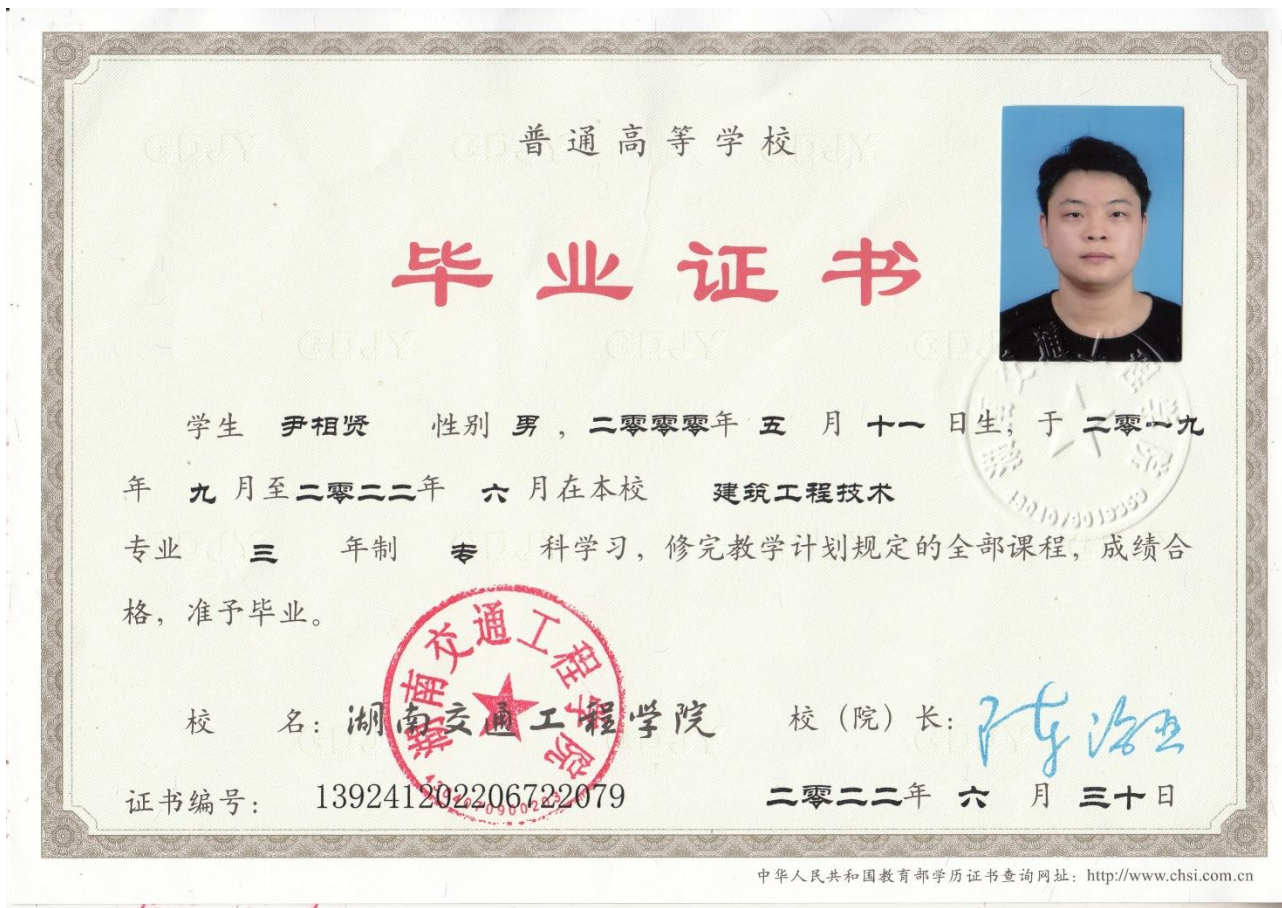 普通高等学校
毕业证书
学生 尹相贤 性别 男，二零零零年 五 月 十一 日生，于 二零一九
年 九 月至二零二二年 六 月在本校 建筑工程技术
专业 三 年制 专 科学习，修完教学计划规定的全部课程，成绩合
格，准予毕业。
湖南交通工程学院
校 名：湖南交通工程学院 校（院）长：
证书编号： 139241202206722079 二零二二年 六 月 三十日
中华人民共和国教育部学历证书查询网址：http://www.chsi.com.cn